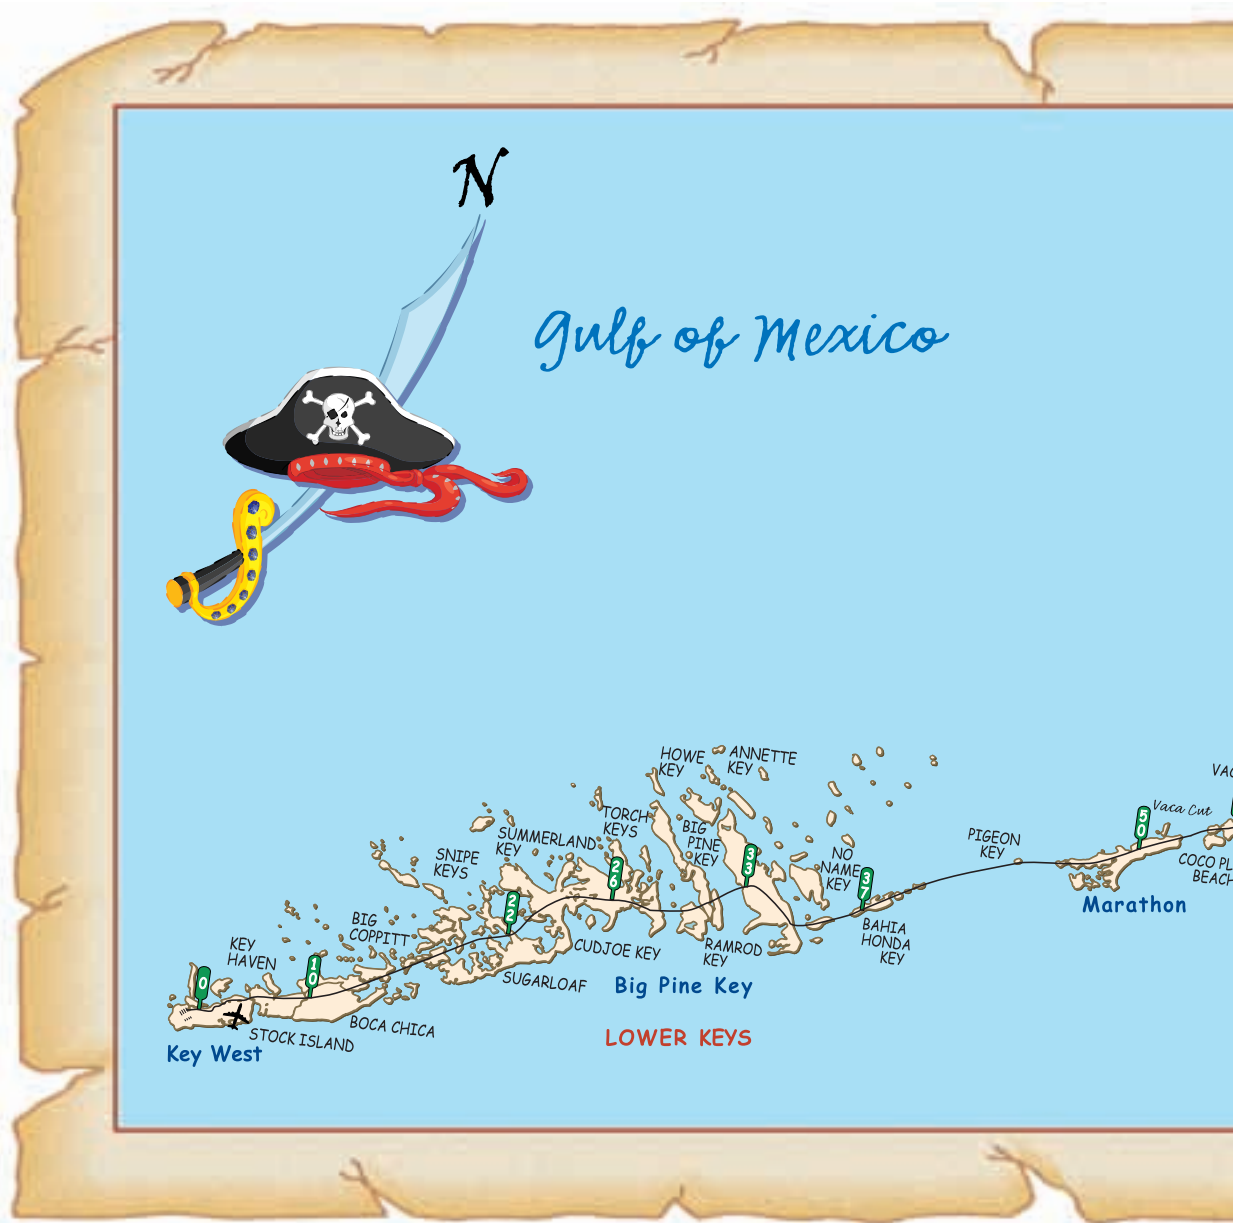 N
Gulf of Mexico
HOWE
KEY
ANNETTE
KEY
VAC
Vaca Cut
50
TORCH
KEYS
BIG
PINE
KEY
SUMMERLAND
KEY
SNIPE
KEYS
PIGEON
KEY
NO
NAME
KEY
33
26
37
22
COCO PL
BEACH
Marathon
BIG
COPPITT
BAHIA
HONDA
KEY
KEY
HAVEN
CUDJOE KEY
RAMROD
KEY
10
0
SUGARLOAF
Big Pine Key
BOCA CHICA
STOCK ISLAND
LOWER KEYS
Key West